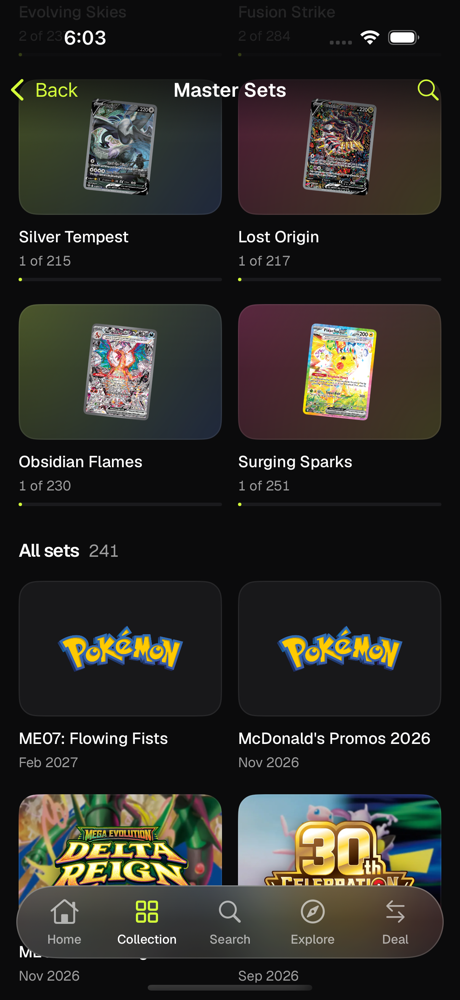 Evolving Skies
Fusion Strike
2 of 284
6:03
Back
Master Sets
Silver Tempest
Lost Origin
1 of 215
1 of 217
Obsidian Flames
Surging Sparks
1 of 230
1 of 251
All sets 241
POKéMON
POKéMON
ME07: Flowing Fists
McDonald's Promos 2026
Feb 2027
Nov 2026
MEGA EVOLUTION
DELTA
REIGN
30th
CELEBRATION
Home
Collection
Search
Explore
Deal
Nov 2026
Sep 2026